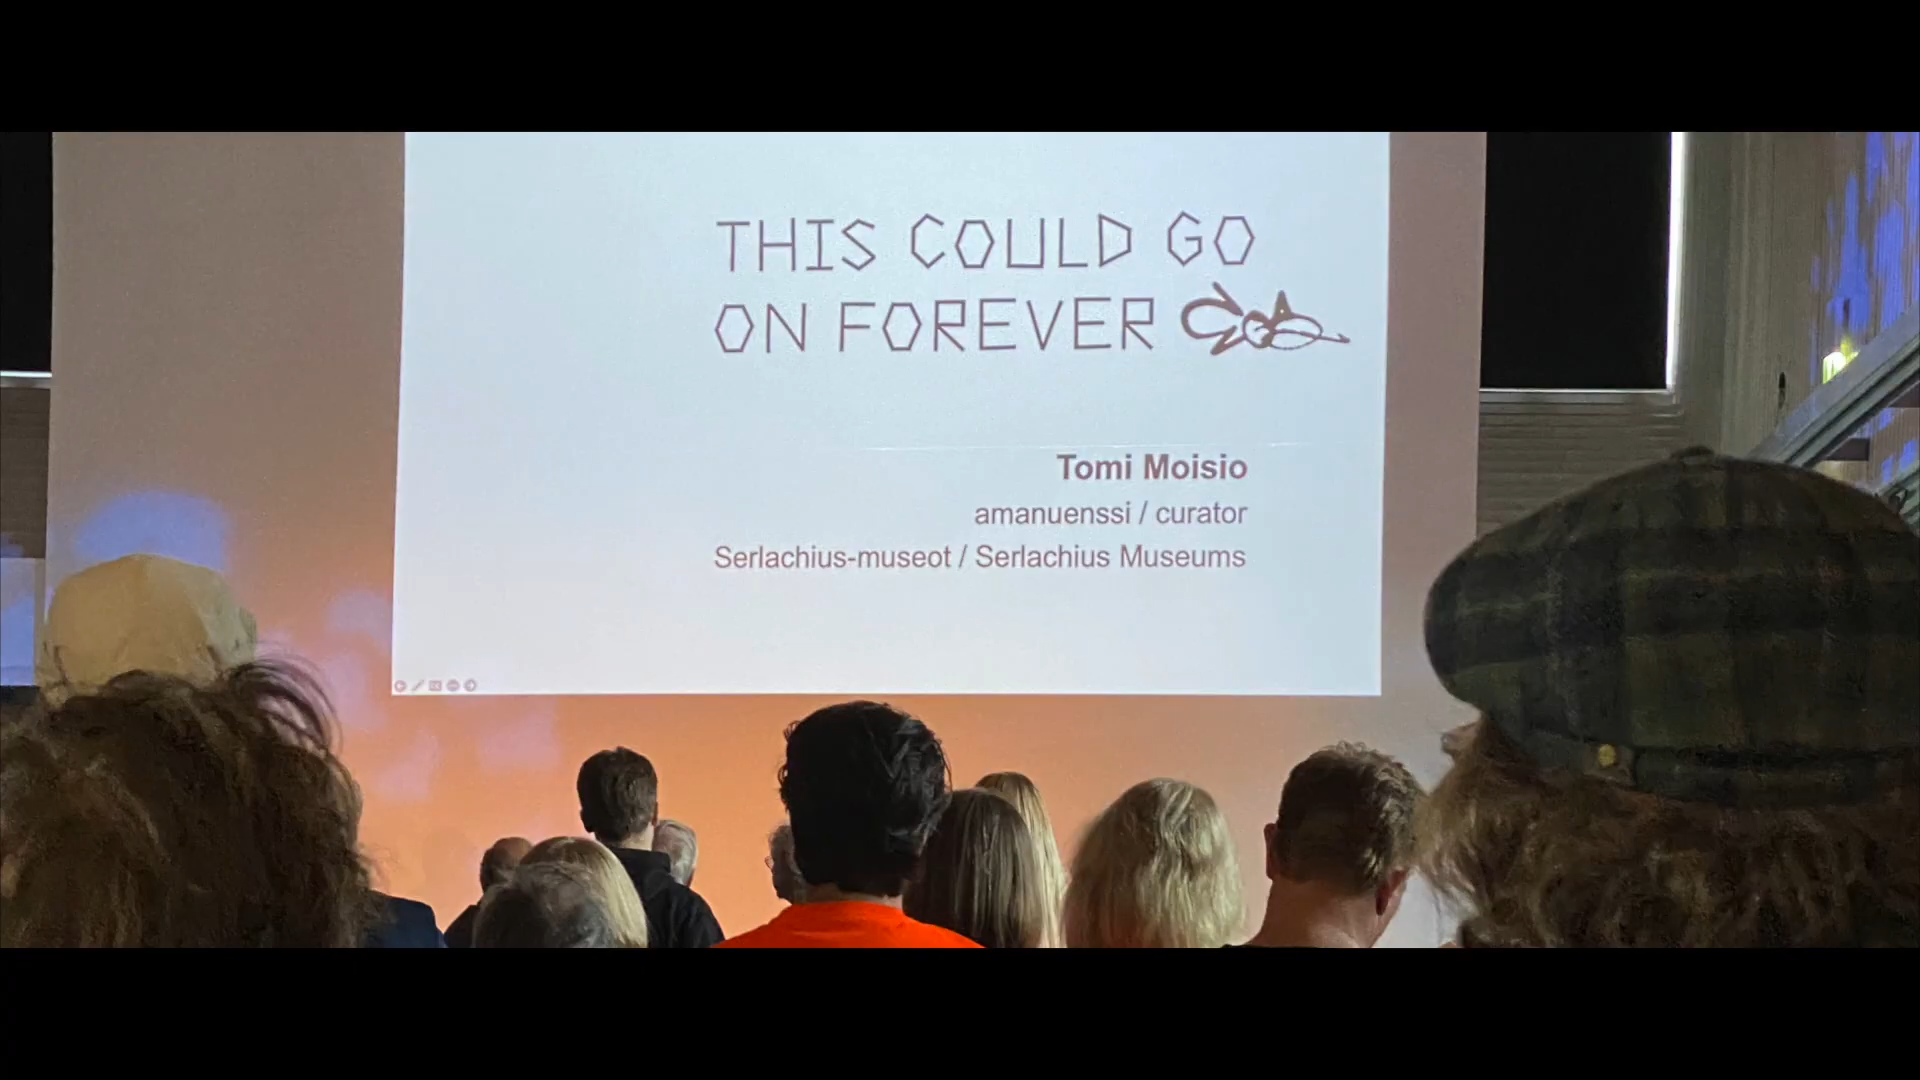 THIS COULD GO
ON FOREVER
Tomi Moisio
amanuenssi / curator
Serlachius-museot / Serlachius Museums